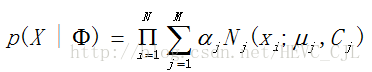 p(X | Φ) = ∏_{i=1}^{N} ∑_{j=1}^{M} α_j N_j(x_i; μ_j, C_j)